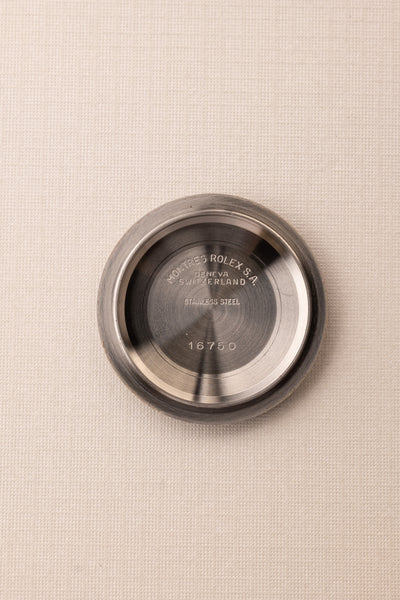 MONTRES ROLEX S.A.
GENEVA
SWITZERLAND
STAINLESS STEEL
16750